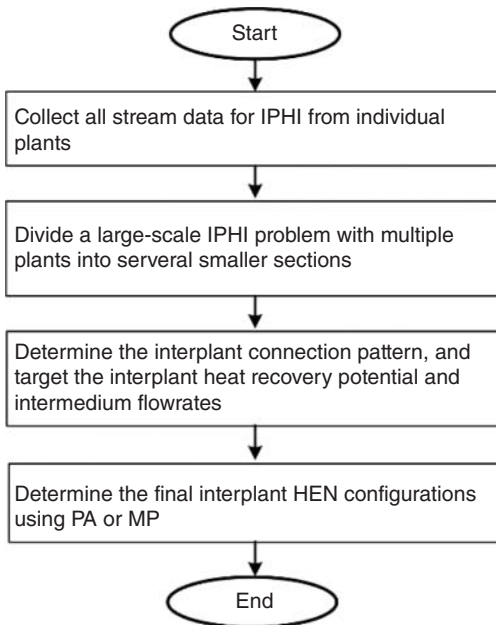 Start
Collect all stream data for IPHI from individual
plants
Divide a large-scale IPHI problem with multiple
plants into serveral smaller sections
Determine the interplant connection pattern, and
target the interplant heat recovery potential and
intermedium flowrates
Determine the final interplant HEN configurations
using PA or MP
End